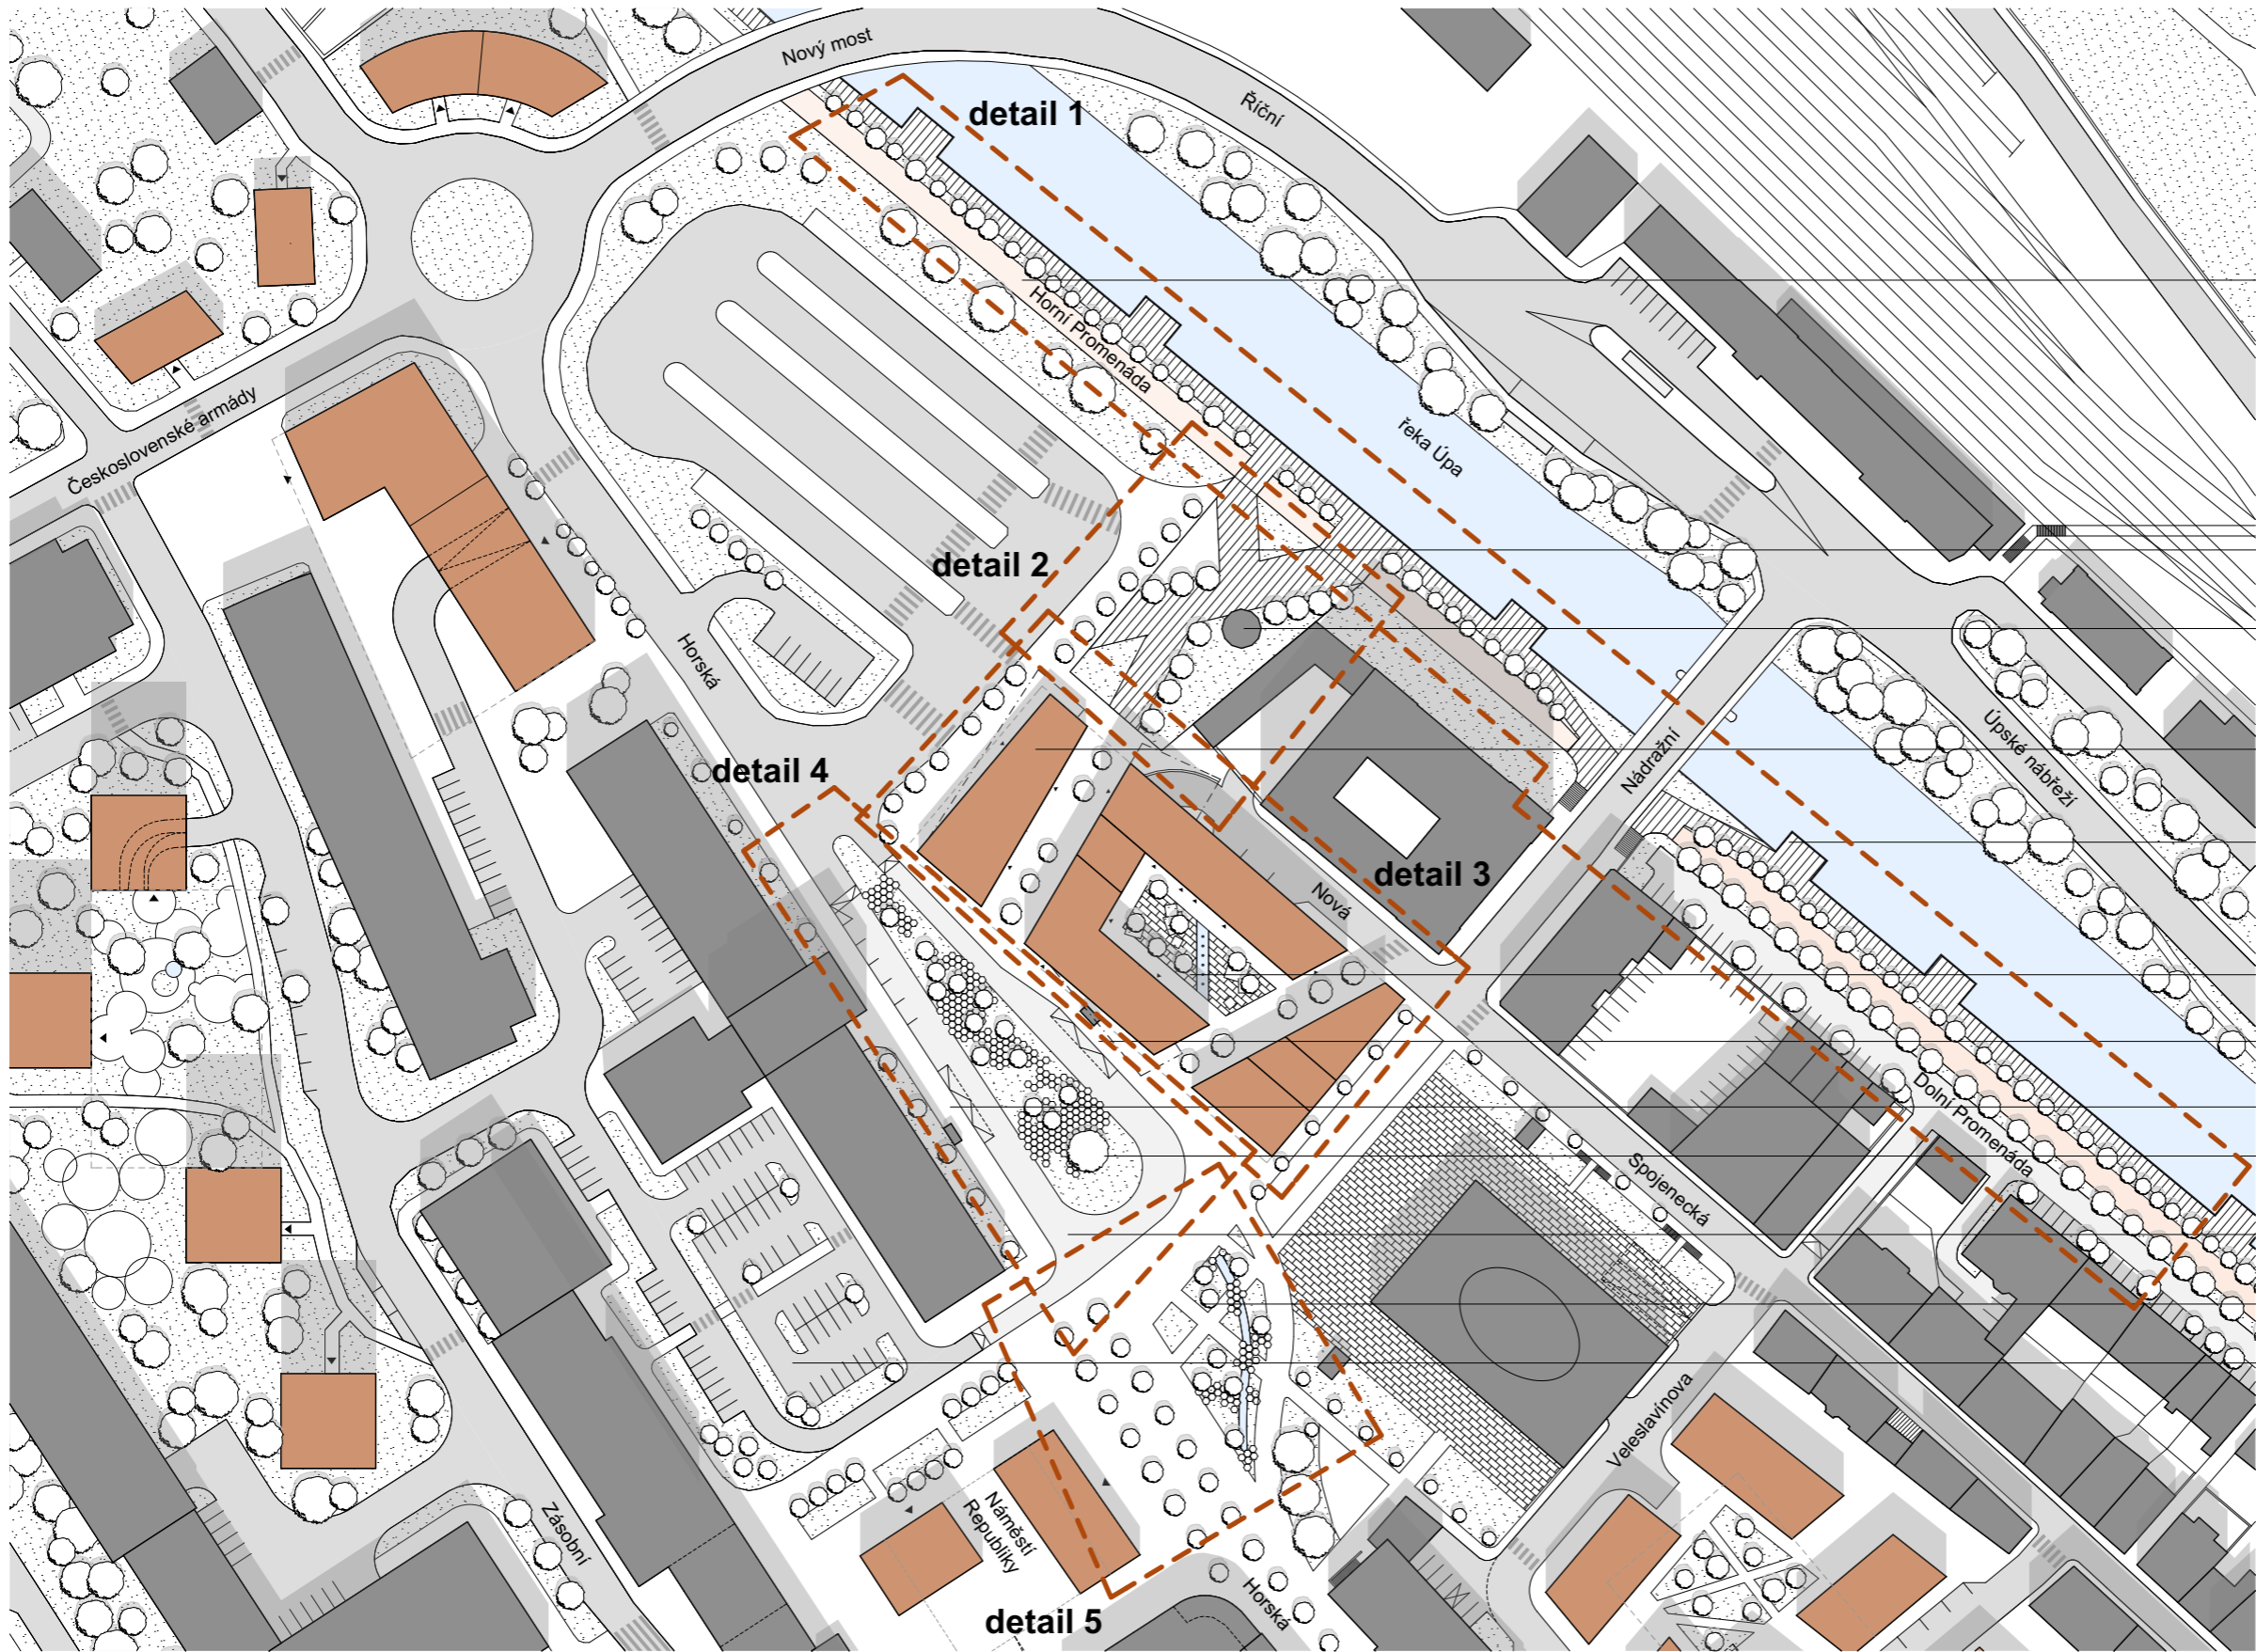 Nový most
detail 1
Říční
Horní Promenáda
Československé armády
řeka Úpa
detail 2
Horská
Nádražní
Úpské nábřeží
detail 4
detail 3
Nová
Dolní Promenáda
Spojenecká
Veleslavínova
Náměstí
Republiky
Zásobní
Horská
detail 5